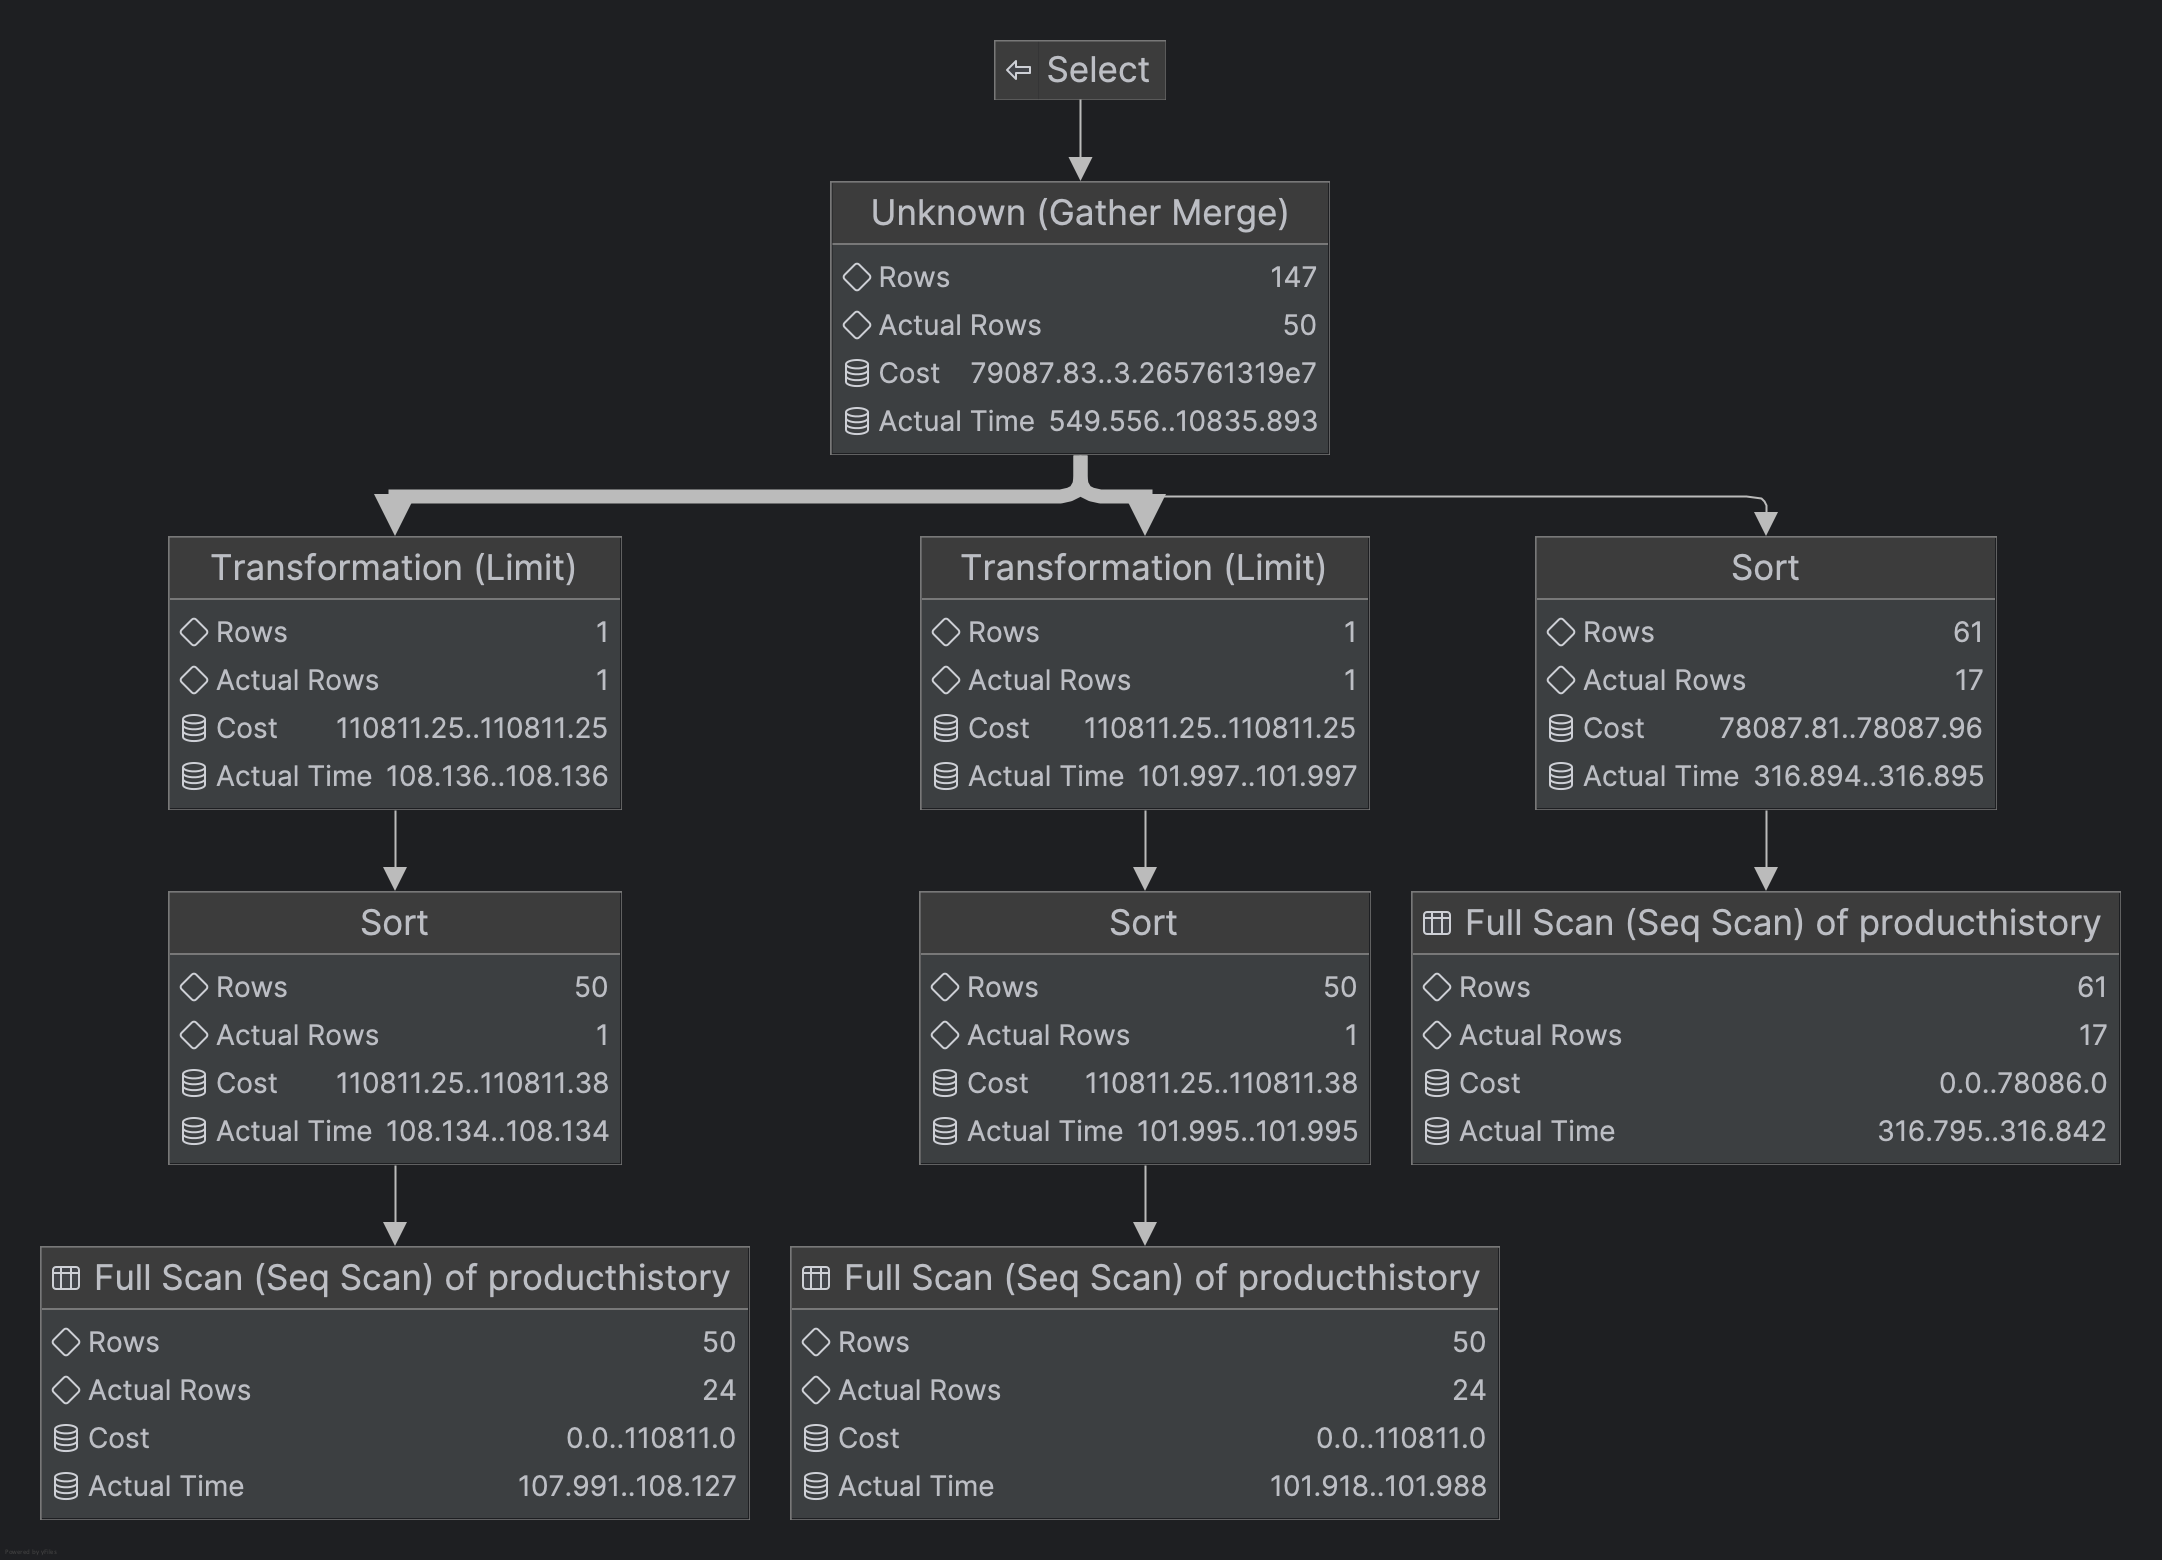 Select
Unknown (Gather Merge)
Rows 147
Actual Rows 50
Cost 79087.83..3.265761319e7
Actual Time 549.556..10835.893
Transformation (Limit)
Rows 1
Actual Rows 1
Cost 110811.25..110811.25
Actual Time 108.136..108.136
Transformation (Limit)
Rows 1
Actual Rows 1
Cost 110811.25..110811.25
Actual Time 101.997..101.997
Sort
Rows 61
Actual Rows 17
Cost 78087.81..78087.96
Actual Time 316.894..316.895
Sort
Rows 50
Actual Rows 1
Cost 110811.25..110811.38
Actual Time 108.134..108.134
Sort
Rows 50
Actual Rows 1
Cost 110811.25..110811.38
Actual Time 101.995..101.995
Full Scan (Seq Scan) of producthistory
Rows 61
Actual Rows 17
Cost 0.0..78086.0
Actual Time 316.795..316.842
Full Scan (Seq Scan) of producthistory
Rows 50
Actual Rows 24
Cost 0.0..110811.0
Actual Time 107.991..108.127
Full Scan (Seq Scan) of producthistory
Rows 50
Actual Rows 24
Cost 0.0..110811.0
Actual Time 101.918..101.988
Powered by yFiles